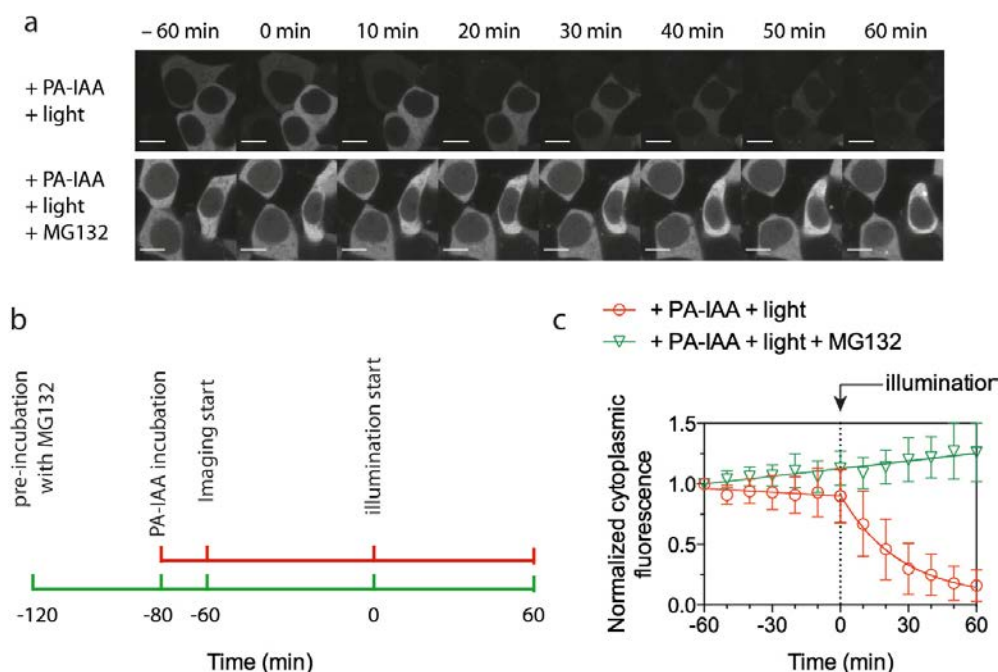 a
– 60 min 0 min 10 min 20 min 30 min 40 min 50 min 60 min
+ PA-IAA
+ light
+ PA-IAA
+ light
+ MG132
b
pre-incubation
with MG132
PA-IAA incubation
Imaging start
illumination start
-120 -80 -60 0 60
Time (min)
c
+ PA-IAA + light
+ PA-IAA + light + MG132
illumination
Normalized cytoplasmic
fluorescence
1.5
1.0
0.5
0.0
-60 -30 0 30 60
Time (min)